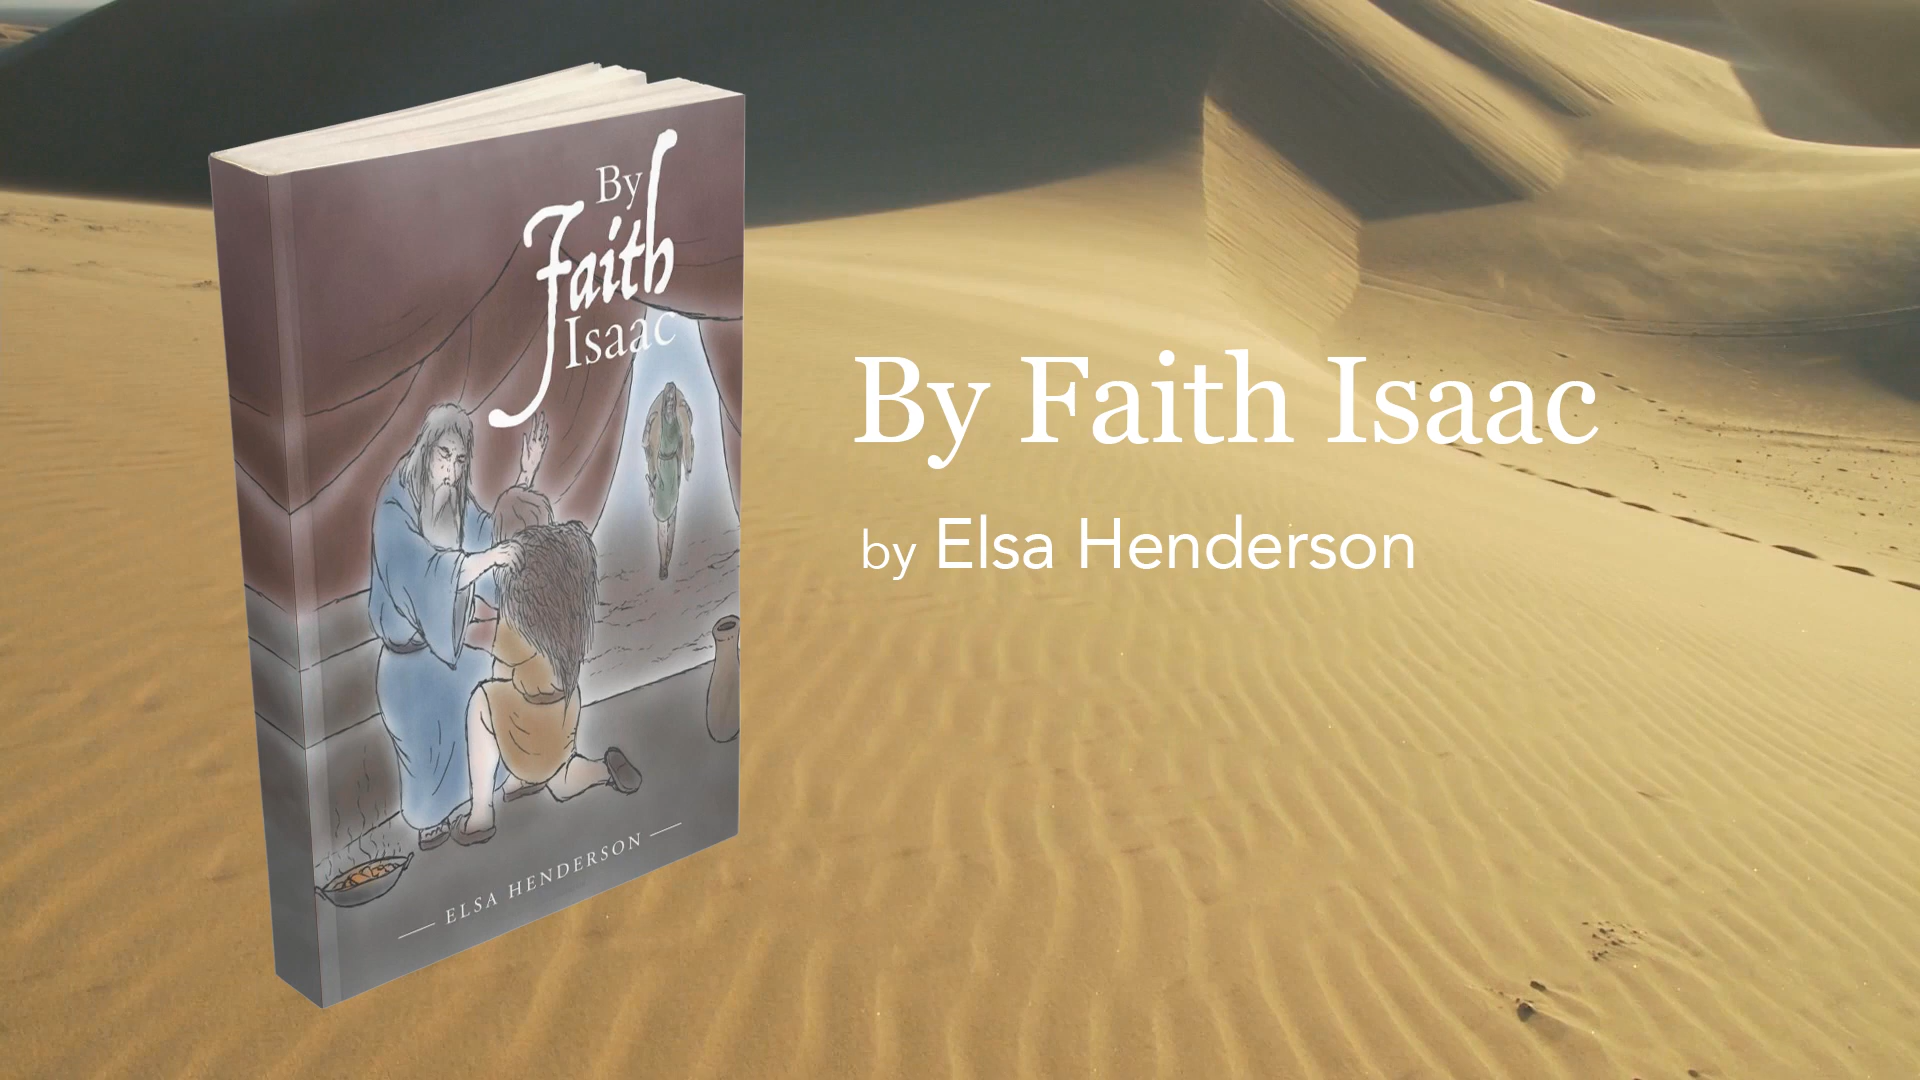 By
Faith
Isaac
ELSA HENDERSON
By Faith Isaac
by Elsa Henderson